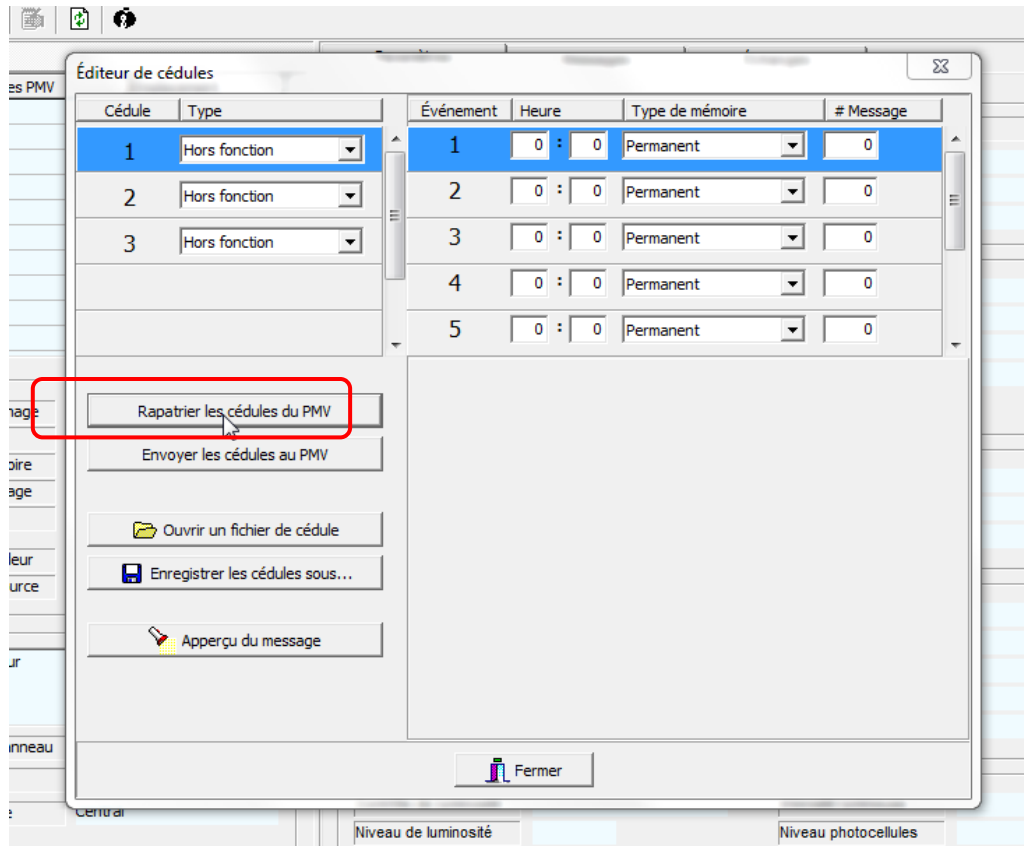 es PMV
Éditeur de cédules
Cédule Type
Événement Heure Type de mémoire # Message
1 Hors fonction
1 0 : 0 Permanent 0
2 Hors fonction
2 0 : 0 Permanent 0
3 Hors fonction
3 0 : 0 Permanent 0
4 0 : 0 Permanent 0
5 0 : 0 Permanent 0
Rapatrier les cédules du PMV
Envoyer les cédules au PMV
Ouvrir un fichier de cédule
Enregistrer les cédules sous...
Apperçu du message
Fermer
nage
oire
age
leur
urce
ur
anneau
Central
Niveau de luminosité
Niveau photocellules